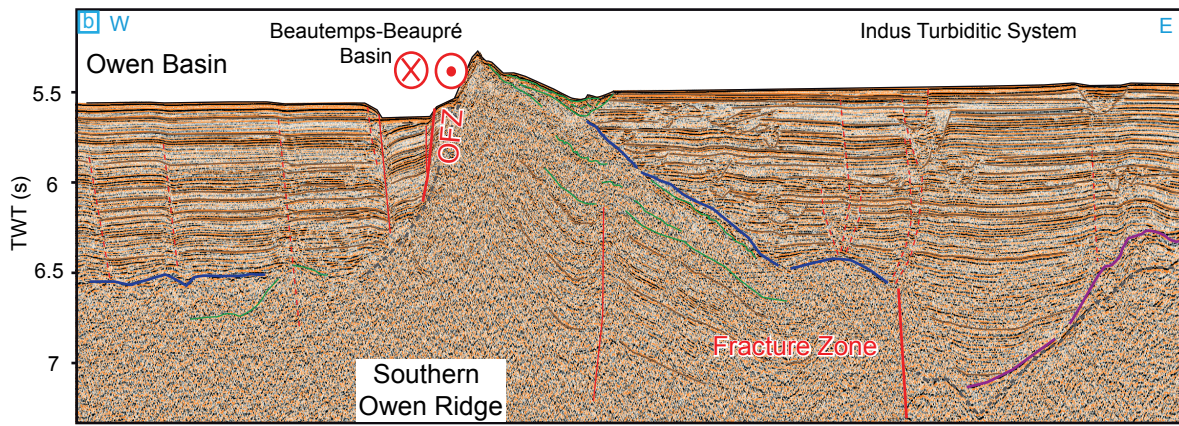 b W
Beautemps-Beaupré
Basin
Indus Turbiditic System
E
Owen Basin
5.5
OFZ
6
TWT (s)
6.5
Fracture Zone
7
Southern
Owen Ridge